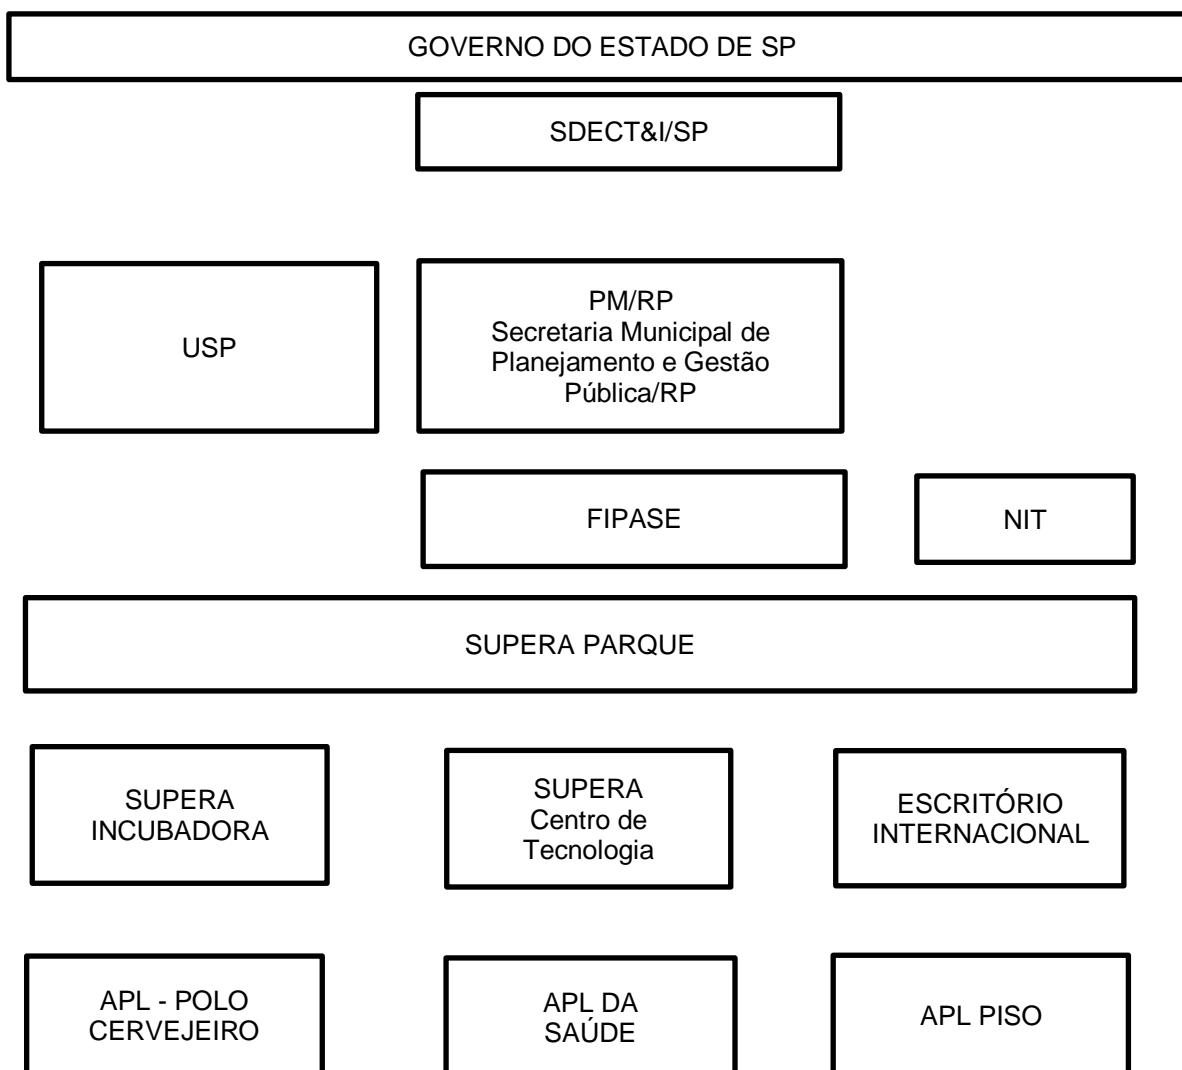 GOVERNO DO ESTADO DE SP
SDECT&I/SP
USP
PM/RP
Secretaria Municipal de
Planejamento e Gestão
Pública/RP
FIPASE
NIT
SUPERA PARQUE
SUPERA
INCUBADORA
SUPERA
Centro de
Tecnologia
ESCRITÓRIO
INTERNACIONAL
APL - POLO
CERVEJEIRO
APL DA
SAÚDE
APL PISO